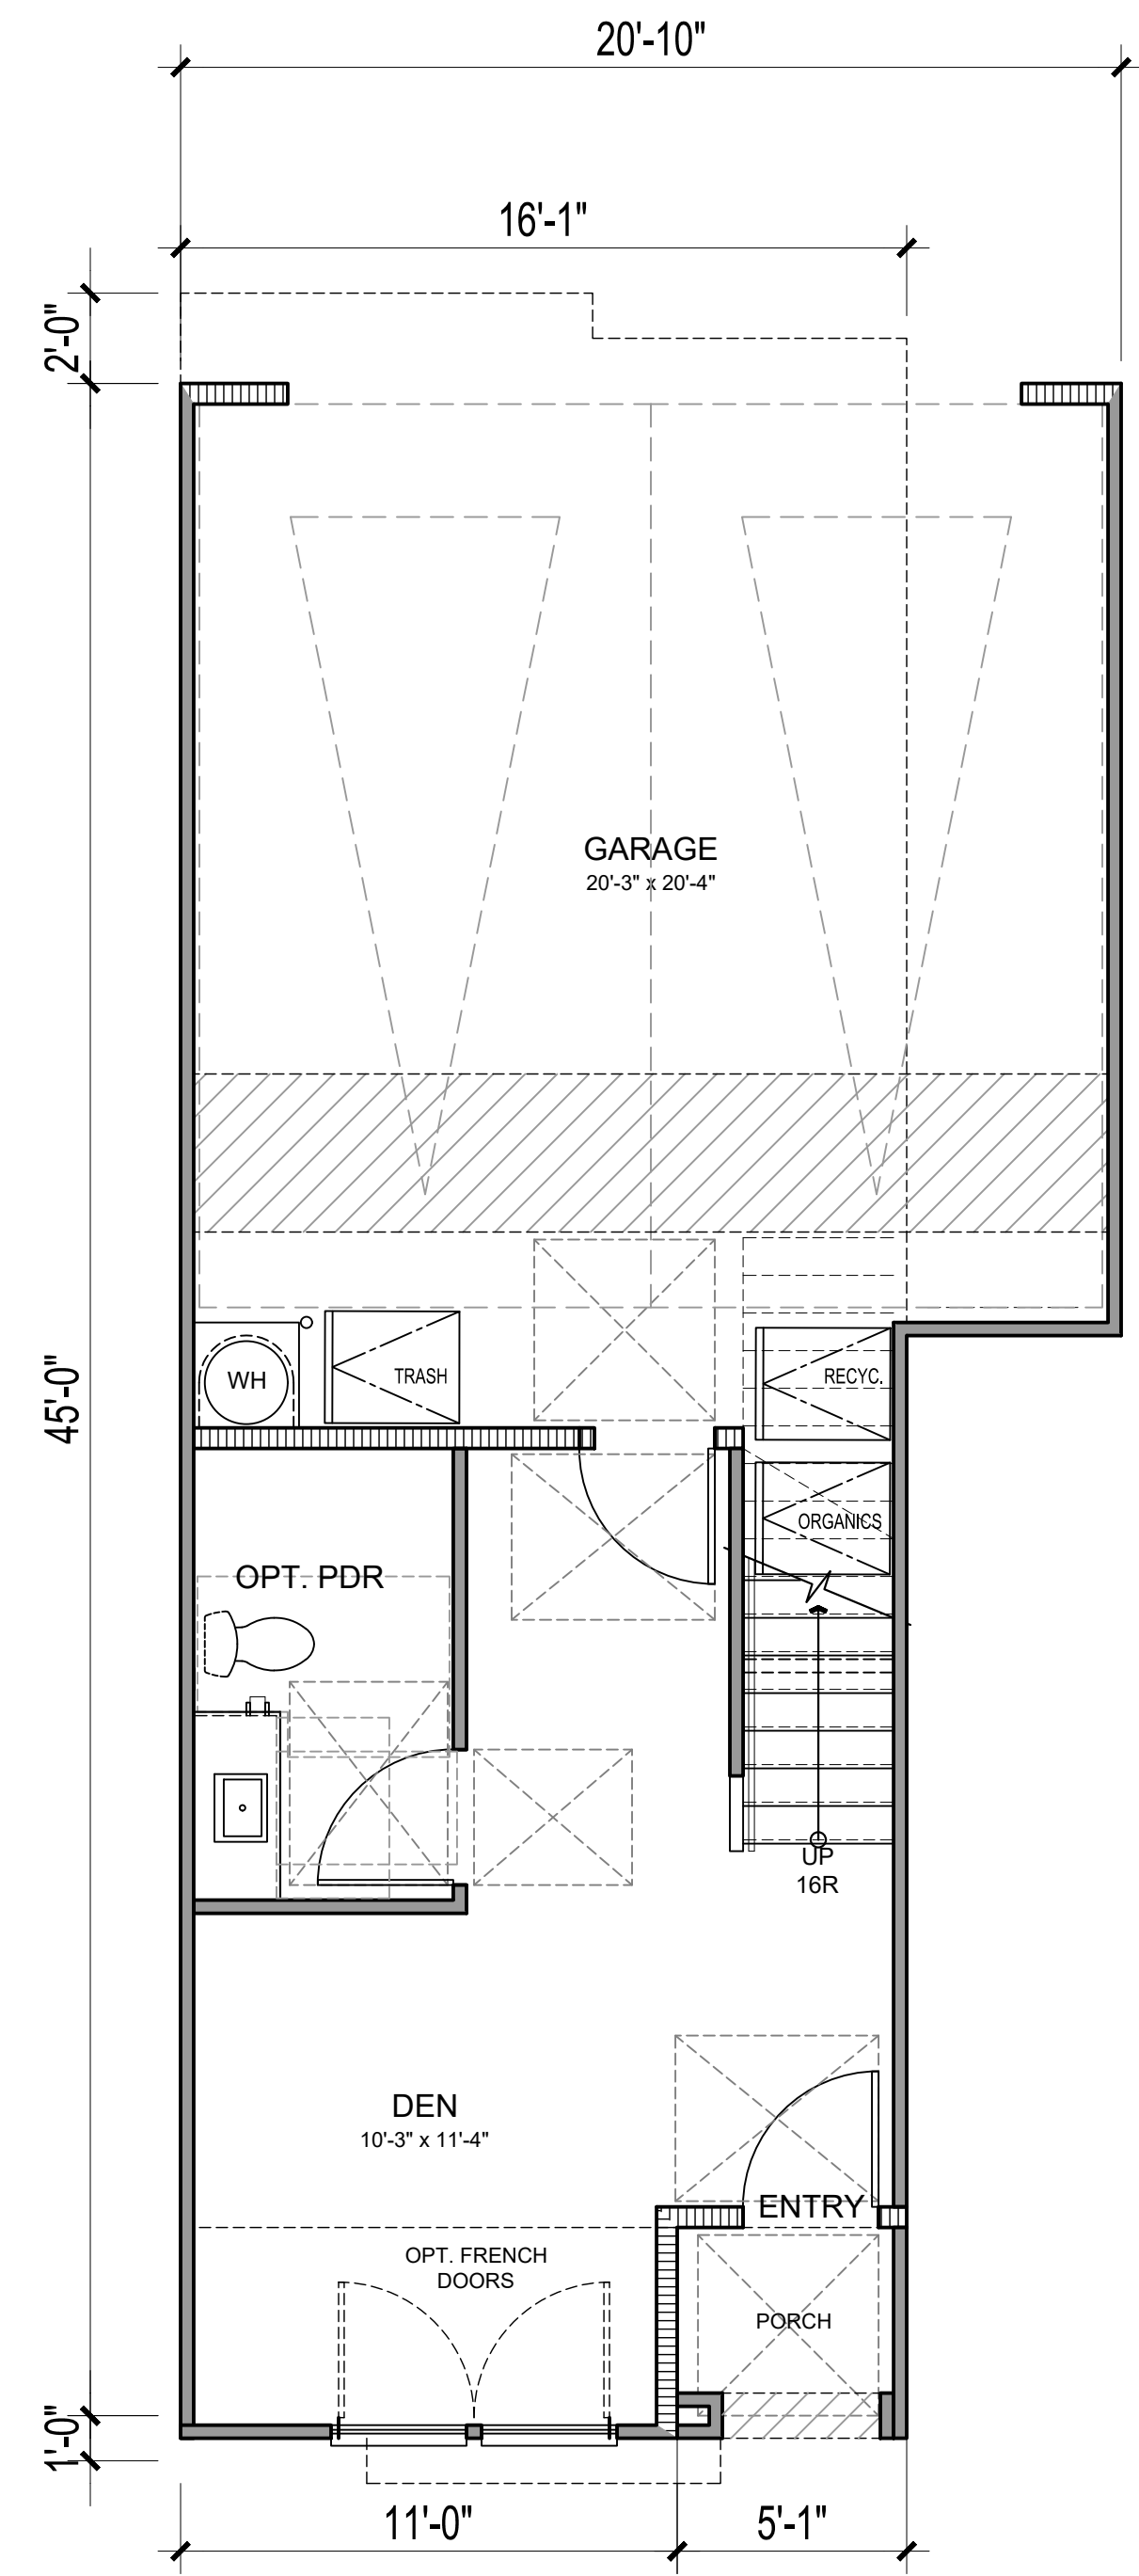 20'-10"
16'-1"
2'-0"
GARAGE
20'-3" x 20'-4"
45'-0"
WH
TRASH
RECYC.
ORGANICS
OPT. PDR
UP
16R
DEN
10'-3" x 11'-4"
ENTRY
OPT. FRENCH
DOORS
PORCH
1'-0"
11'-0"
5'-1"